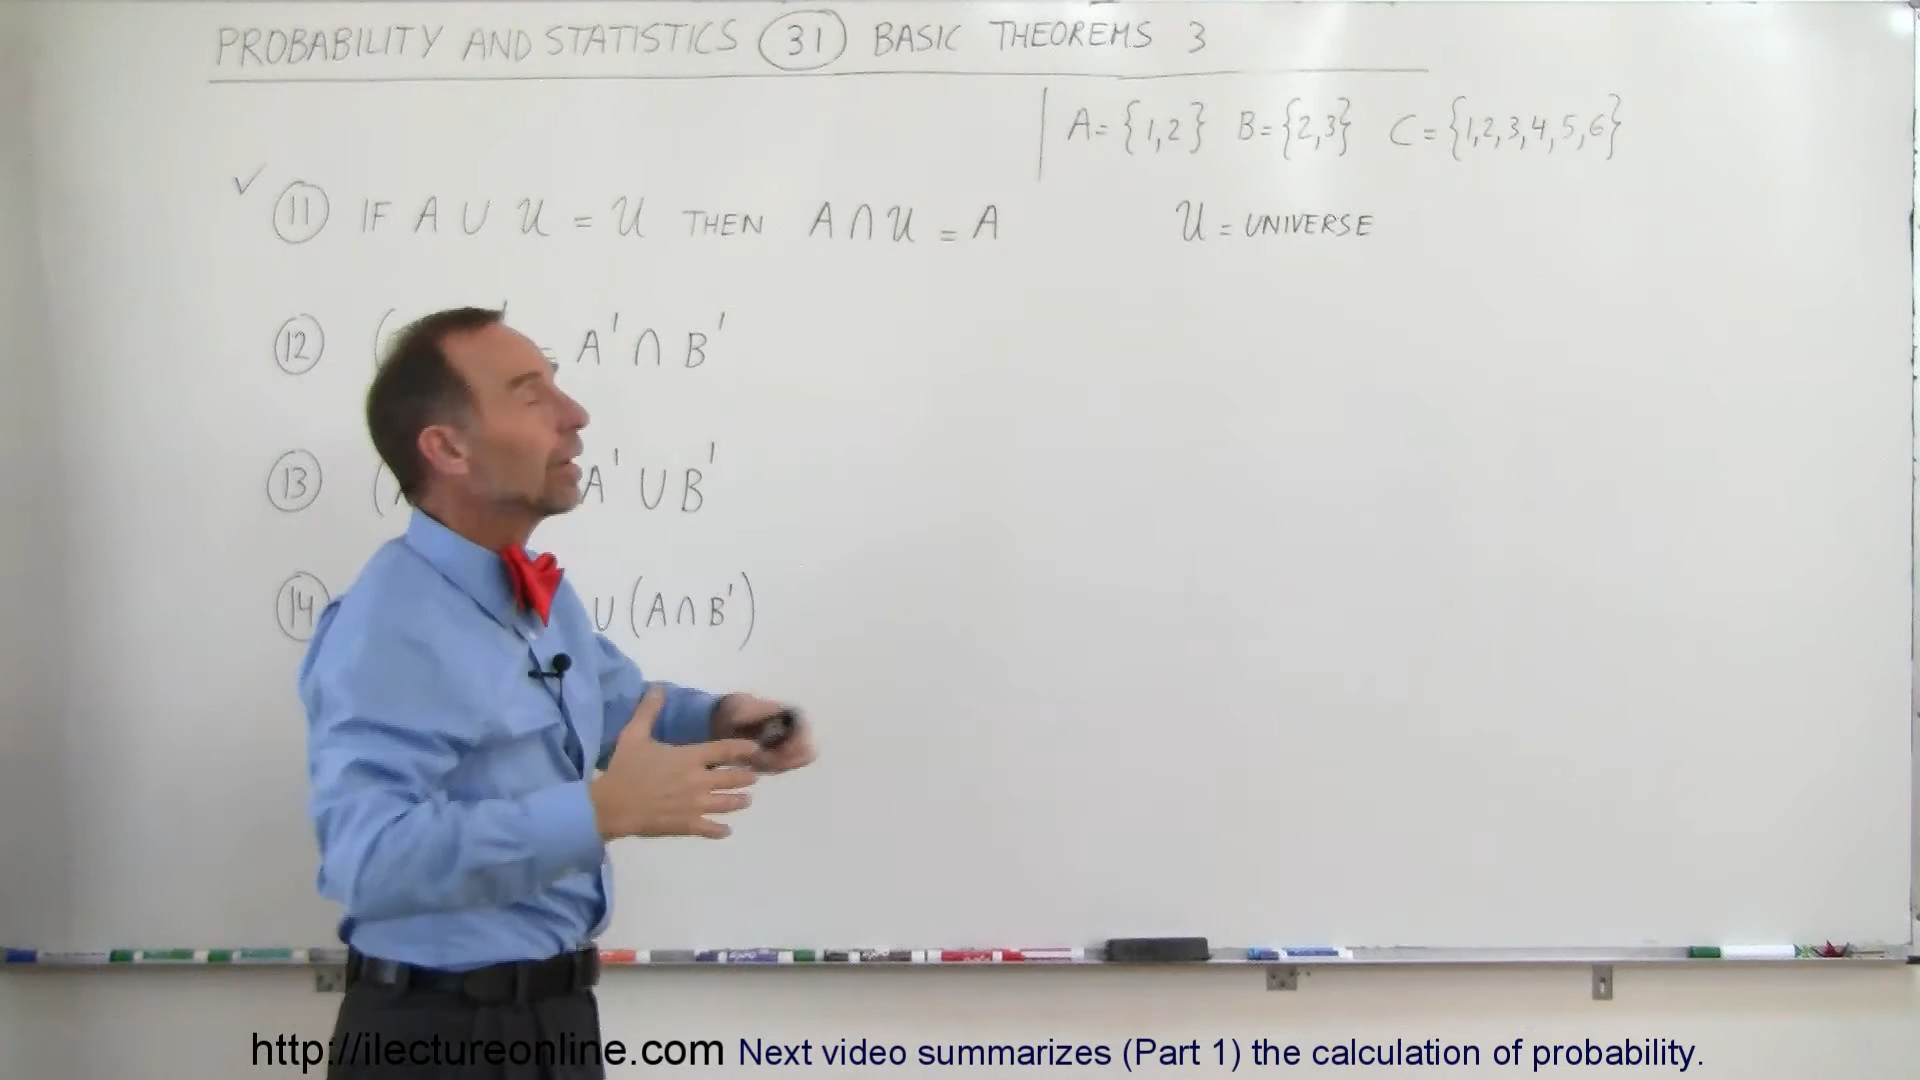 PROBABILITY AND STATISTICS 31 BASIC THEOREMS 3
A = {1,2} B = {2,3} C = {1,2,3,4,5,6}
✓ 11 IF A ∪ U = U THEN A ∩ U = A
U = UNIVERSE
12 ( ' = A' ∩ B'
13 ( A' ∪ B'
14 ∪ (A ∩ B')
http://ilectureonline.com Next video summarizes (Part 1) the calculation of probability.